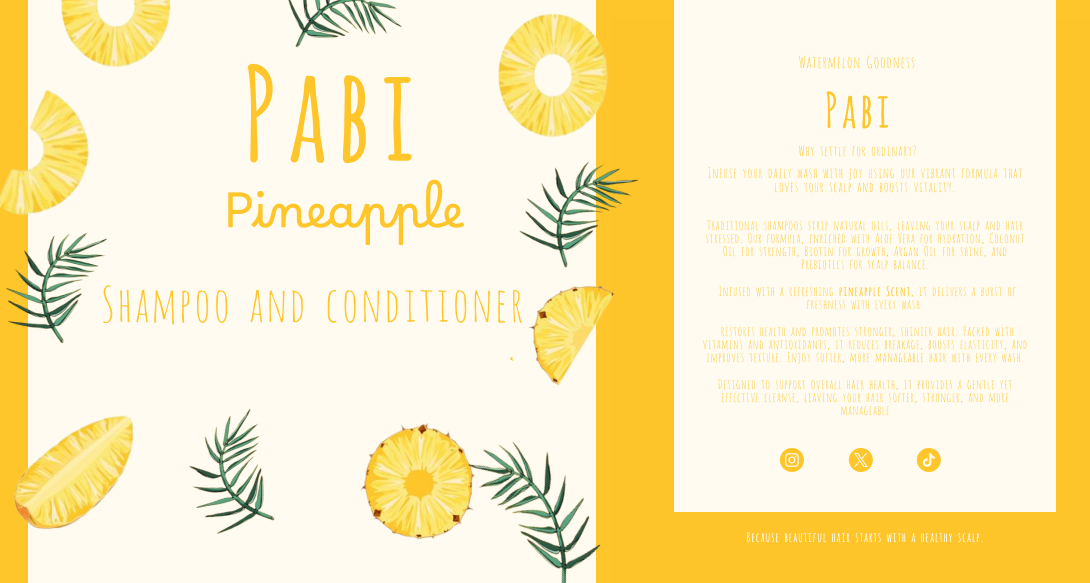 Pabi
Pineapple
Shampoo and conditioner
Watermelon Goodness
Pabi
Why settle for ordinary?
Infuse your daily wash with joy using our vibrant formula that
loves your scalp and boosts vitality.
Traditional shampoos strip natural oils, leaving your scalp and hair
stressed. Our formula, enriched with Aloe Vera for hydration, Coconut
Oil for strength, Biotin for growth, Argan Oil for shine, and
Prebiotics for scalp balance.
Infused with a refreshing pineapple Scent, it delivers a burst of
freshness with every wash.
restores health and promotes stronger, shinier hair. Packed with
vitamins and antioxidants, it reduces breakage, boosts elasticity, and
improves texture. Enjoy softer, more manageable hair with every wash.
Designed to support overall hair health, it provides a gentle yet
effective cleanse, leaving your hair softer, stronger, and more
manageable
Because beautiful hair starts with a healthy scalp.